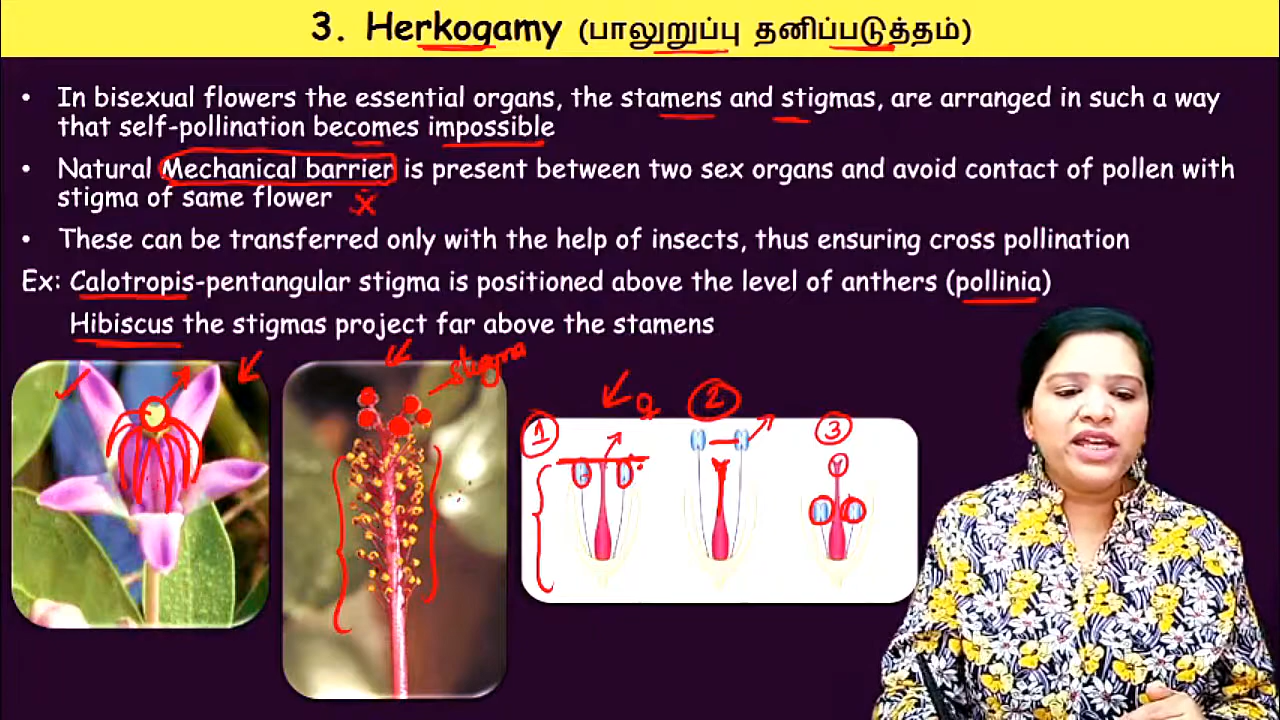 3. Herkogamy (பாலுறுப்பு தனிப்படுத்தம்)
• In bisexual flowers the essential organs, the stamens and stigmas, are arranged in such a way
that self-pollination becomes impossible
• Natural Mechanical barrier is present between two sex organs and avoid contact of pollen with
stigma of same flower x
• These can be transferred only with the help of insects, thus ensuring cross pollination
Ex: Calotropis-pentangular stigma is positioned above the level of anthers (pollinia)
Hibiscus the stigmas project far above the stamens
stigma
1 2 3